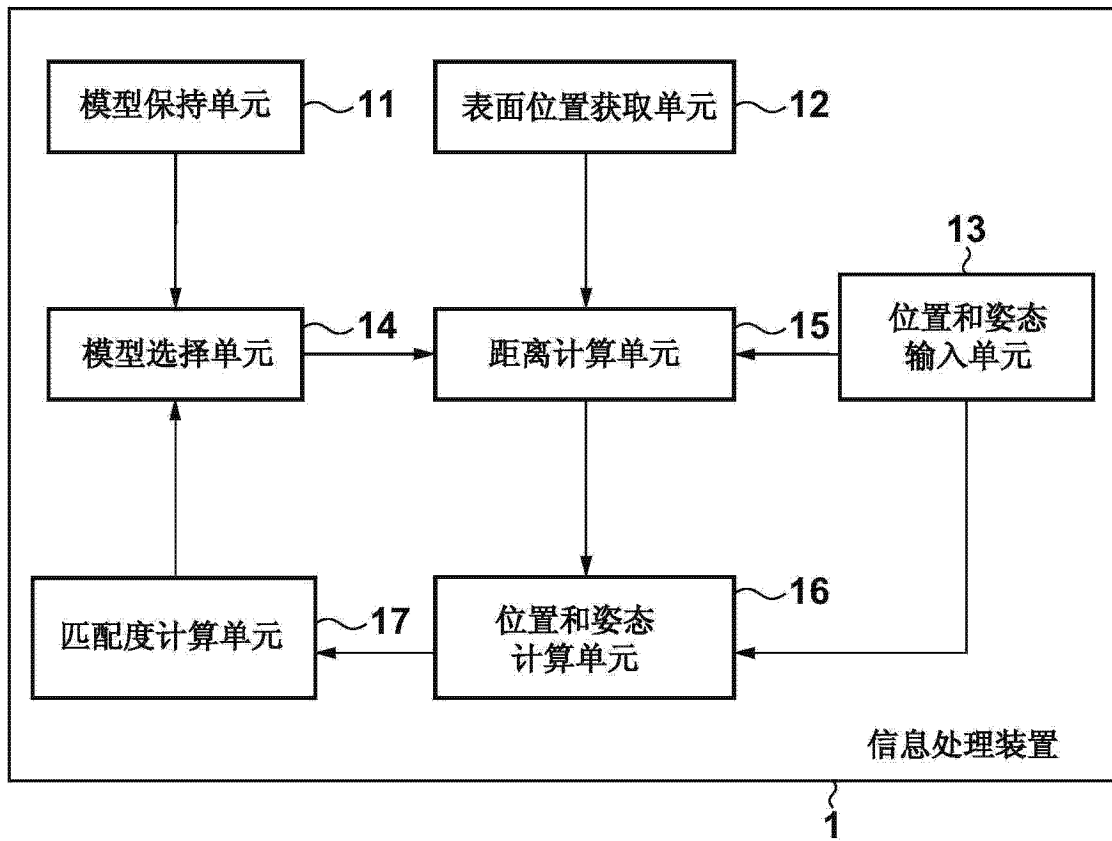 模型保持单元
11
表面位置获取单元
12
13
模型选择单元
14
距离计算单元
15
位置和姿态
输入单元
匹配度计算单元
17
位置和姿态
计算单元
16
信息处理装置
1